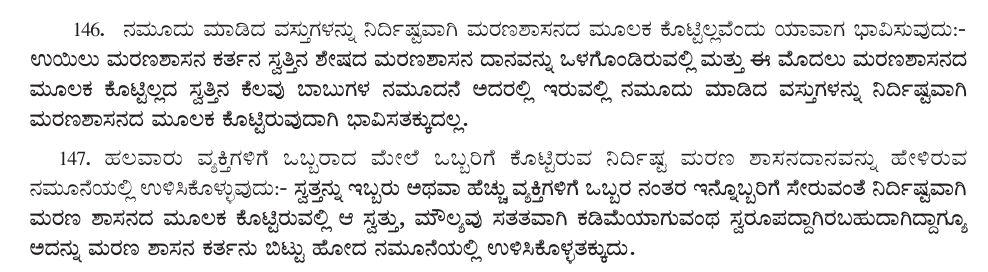 146. ನಮೂದು ಮಾಡಿದ ವಸ್ತುಗಳನ್ನು ನಿರ್ದಿಷ್ಟವಾಗಿ ಮರಣಶಾಸನದ ಮೂಲಕ ಕೊಟ್ಟಿಲ್ಲವೆಂದು ಯಾವಾಗ ಭಾವಿಸುವುದು:-
ಉಯಿಲು ಮರಣಶಾಸನ ಕರ್ತನ ಸ್ವತ್ತಿನ ಶೇಷದ ಮರಣಶಾಸನ ದಾನವನ್ನು ಒಳಗೊಂಡಿರುವಲ್ಲಿ ಮತ್ತು ಈ ಮೊದಲು ಮರಣಶಾಸನದ
ಮೂಲಕ ಕೊಟ್ಟಿಲ್ಲದ ಸ್ವತ್ತಿನ ಕೆಲವು ಬಾಬುಗಳ ನಮೂದನೆ ಅದರಲ್ಲಿ ಇರುವಲ್ಲಿ ನಮೂದು ಮಾಡಿದ ವಸ್ತುಗಳನ್ನು ನಿರ್ದಿಷ್ಟವಾಗಿ
ಮರಣಶಾಸನದ ಮೂಲಕ ಕೊಟ್ಟಿರುವುದಾಗಿ ಭಾವಿಸತಕ್ಕುದಲ್ಲ.
147. ಹಲವಾರು ವ್ಯಕ್ತಿಗಳಿಗೆ ಒಬ್ಬರಾದ ಮೇಲೆ ಒಬ್ಬರಿಗೆ ಕೊಟ್ಟಿರುವ ನಿರ್ದಿಷ್ಟ ಮರಣ ಶಾಸನದಾನವನ್ನು ಹೇಳಿರುವ
ನಮೂನೆಯಲ್ಲಿ ಉಳಿಸಿಕೊಳ್ಳುವುದು:- ಸ್ವತ್ತನ್ನು ಇಬ್ಬರು ಅಥವಾ ಹೆಚ್ಚು ವ್ಯಕ್ತಿಗಳಿಗೆ ಒಬ್ಬರ ನಂತರ ಇನ್ನೊಬ್ಬರಿಗೆ ಸೇರುವಂತೆ ನಿರ್ದಿಷ್ಟವಾಗಿ
ಮರಣ ಶಾಸನದ ಮೂಲಕ ಕೊಟ್ಟಿರುವಲ್ಲಿ ಆ ಸ್ವತ್ತು, ಮೌಲ್ಯವು ಸತತವಾಗಿ ಕಡಿಮೆಯಾಗುವಂಥ ಸ್ವರೂಪದ್ದಾಗಿರಬಹುದಾಗಿದ್ದಾಗ್ಯೂ
ಅದನ್ನು ಮರಣ ಶಾಸನ ಕರ್ತನು ಬಿಟ್ಟು ಹೋದ ನಮೂನೆಯಲ್ಲಿ ಉಳಿಸಿಕೊಳ್ಳತಕ್ಕುದು.